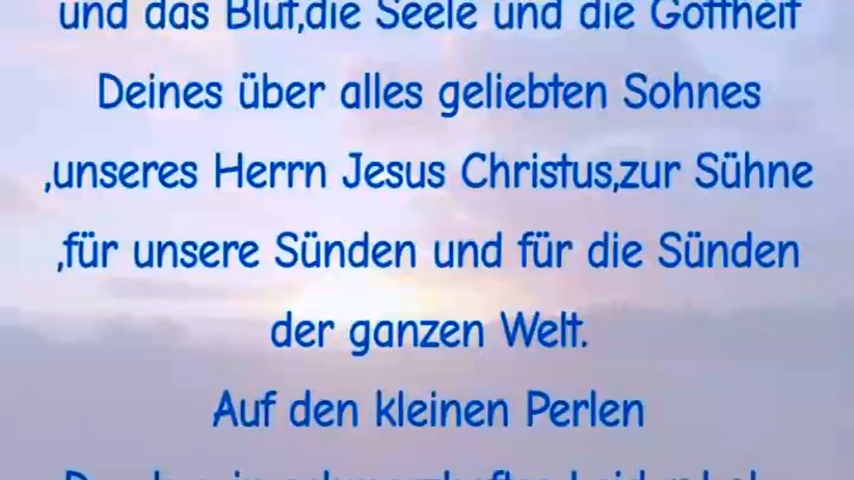 und das Blut,die Seele und die Gottheit
Deines über alles geliebten Sohnes
,unseres Herrn Jesus Christus,zur Sühne
,für unsere Sünden und für die Sünden
der ganzen Welt.
Auf den kleinen Perlen